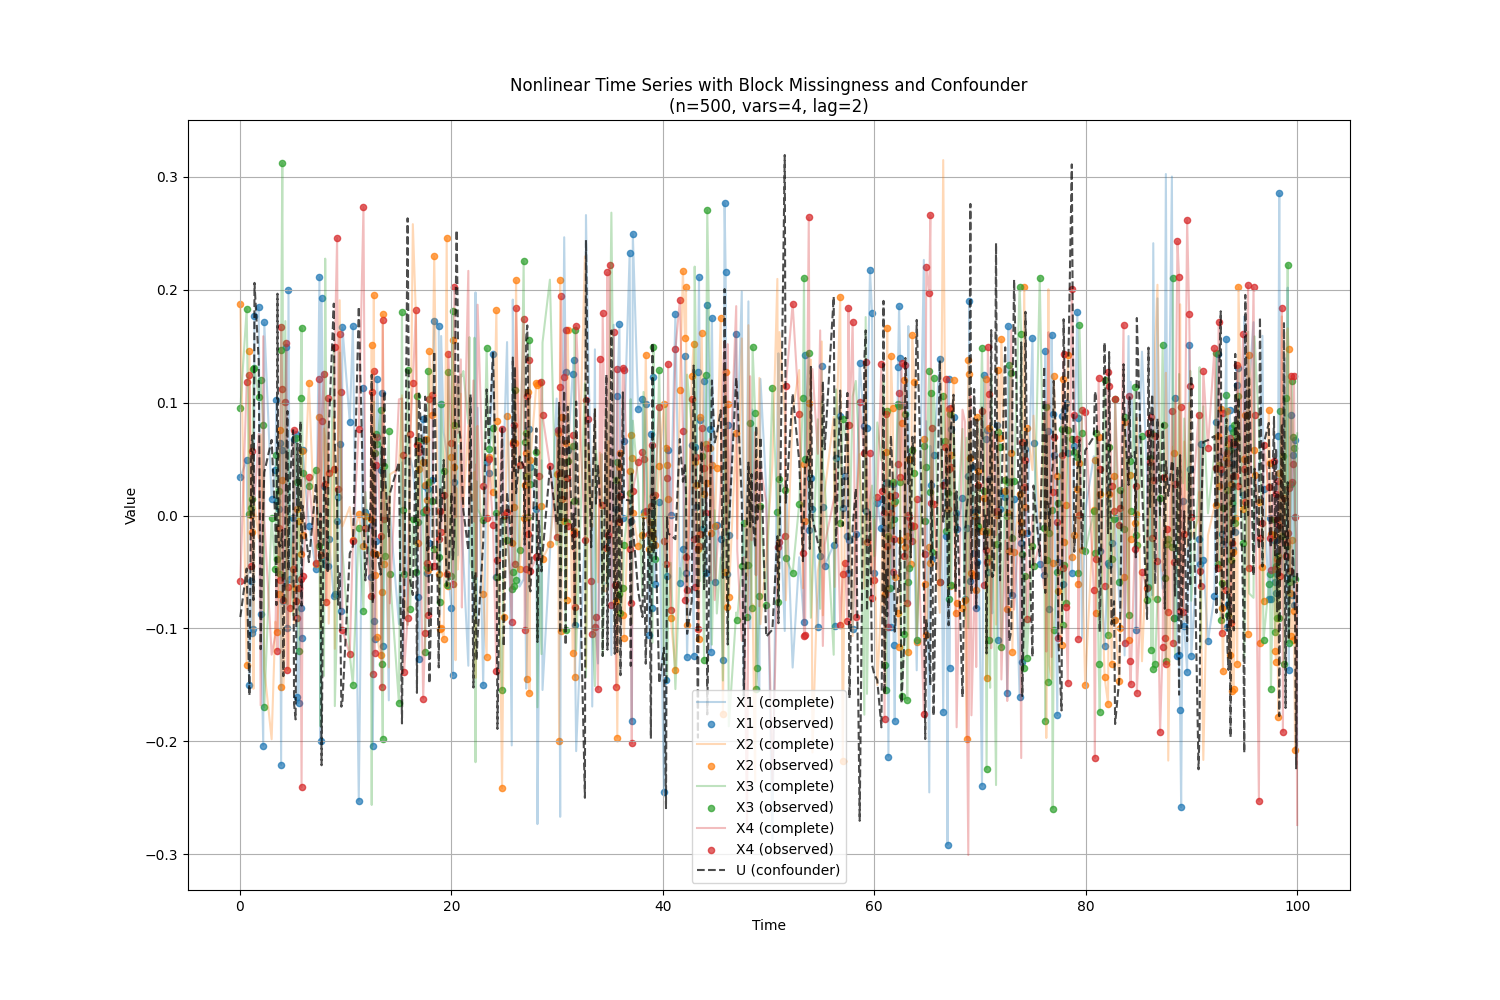 Nonlinear Time Series with Block Missingness and Confounder
(n=500, vars=4, lag=2)
Value
0.3
0.2
0.1
0.0
−0.1
−0.2
−0.3
X1 (complete)
X1 (observed)
X2 (complete)
X2 (observed)
X3 (complete)
X3 (observed)
X4 (complete)
X4 (observed)
U (confounder)
0 20 40 60 80 100
Time